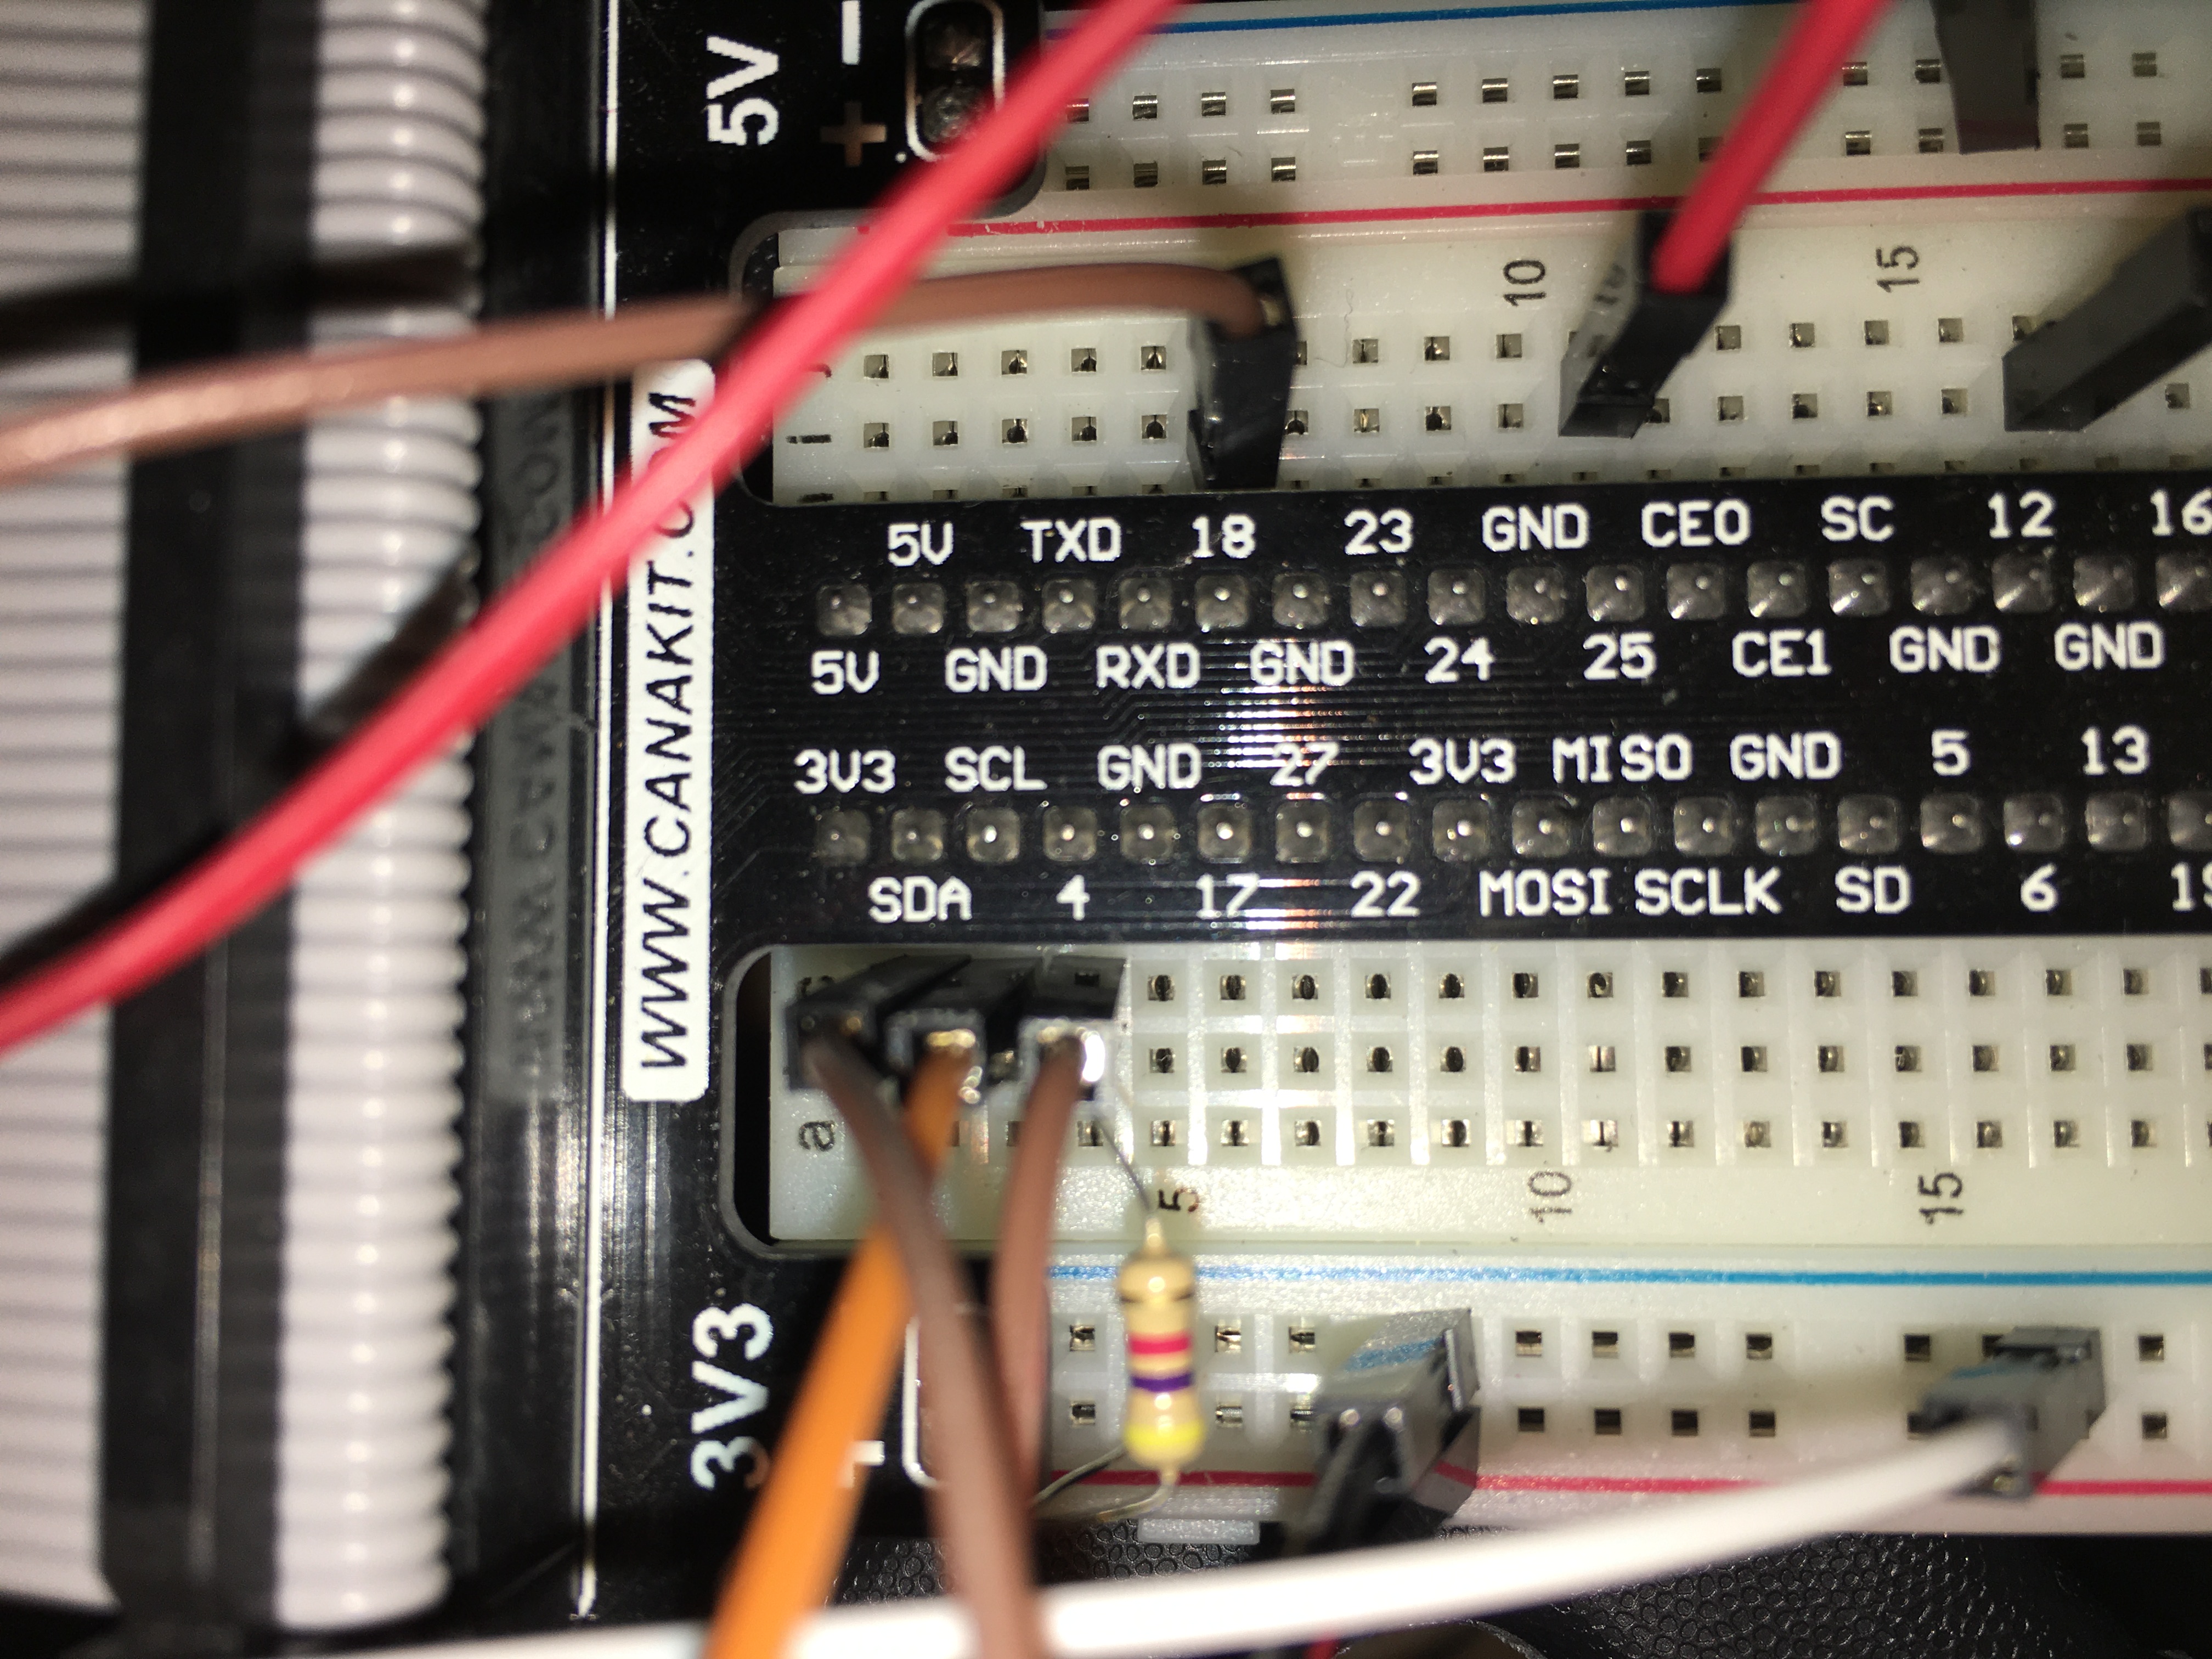 WWW.CANAKIT.COM
3V3
5V
+ −
a
c
i
j
3V3
5V
SDA
5V
SCL
GND
4
TXD
GND
RXD
5
17
18
27
GND
22
23
3V3
24
MOSI
GND
10
10
MISO
25
SCLK
CE0
GND
CE1
SD
SC
15
15
5
GND
6
12
13
GND
16